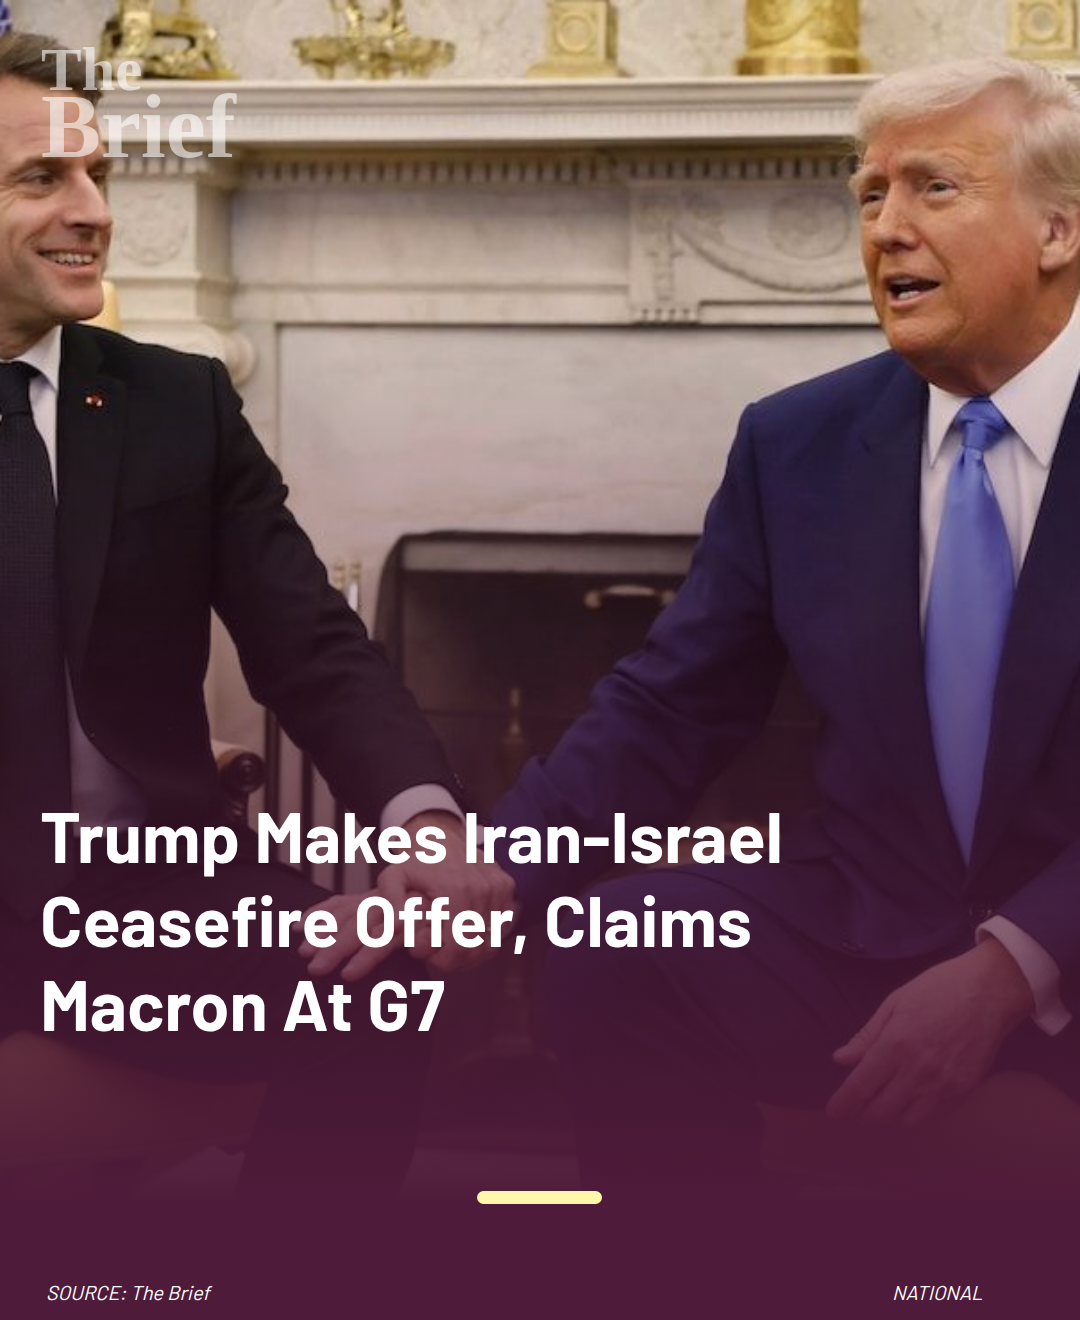 The
Brief
Trump Makes Iran-Israel
Ceasefire Offer, Claims
Macron At G7
SOURCE: The Brief
NATIONAL